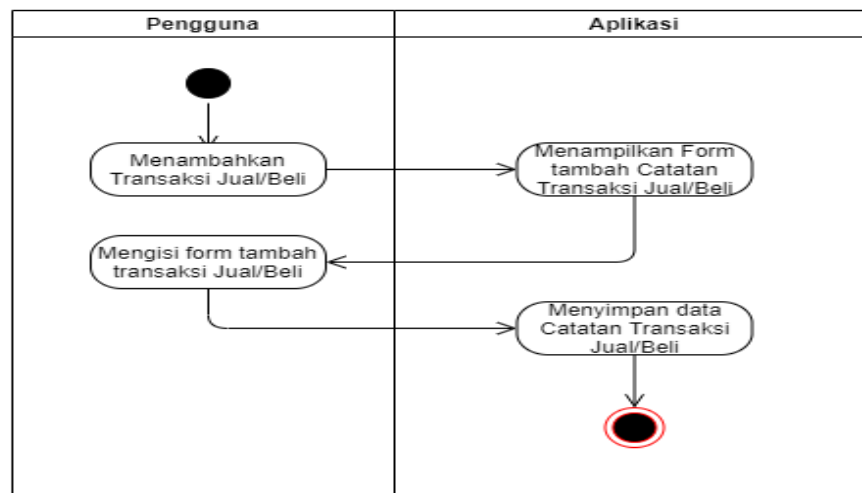 Pengguna
Aplikasi
Menambahkan
Transaksi Jual/Beli
Menampilkan Form
tambah Catatan
Transaksi Jual/Beli
Mengisi form tambah
transaksi Jual/Beli
Menyimpan data
Catatan Transaksi
Jual/Beli